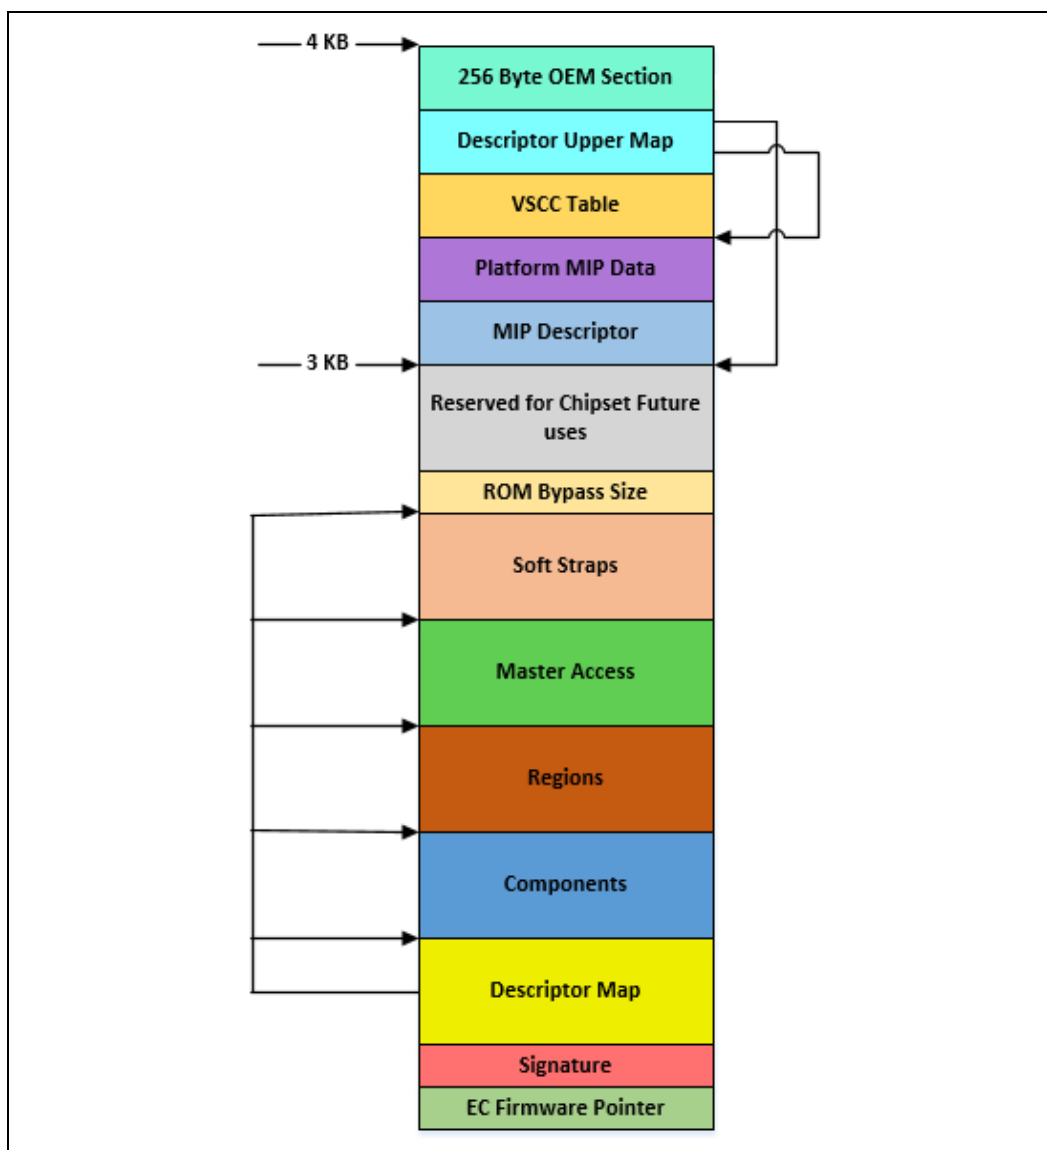 4 KB
256 Byte OEM Section
Descriptor Upper Map
VSCC Table
Platform MIP Data
MIP Descriptor
3 KB
Reserved for Chipset Future
uses
ROM Bypass Size
Soft Straps
Master Access
Regions
Components
Descriptor Map
Signature
EC Firmware Pointer